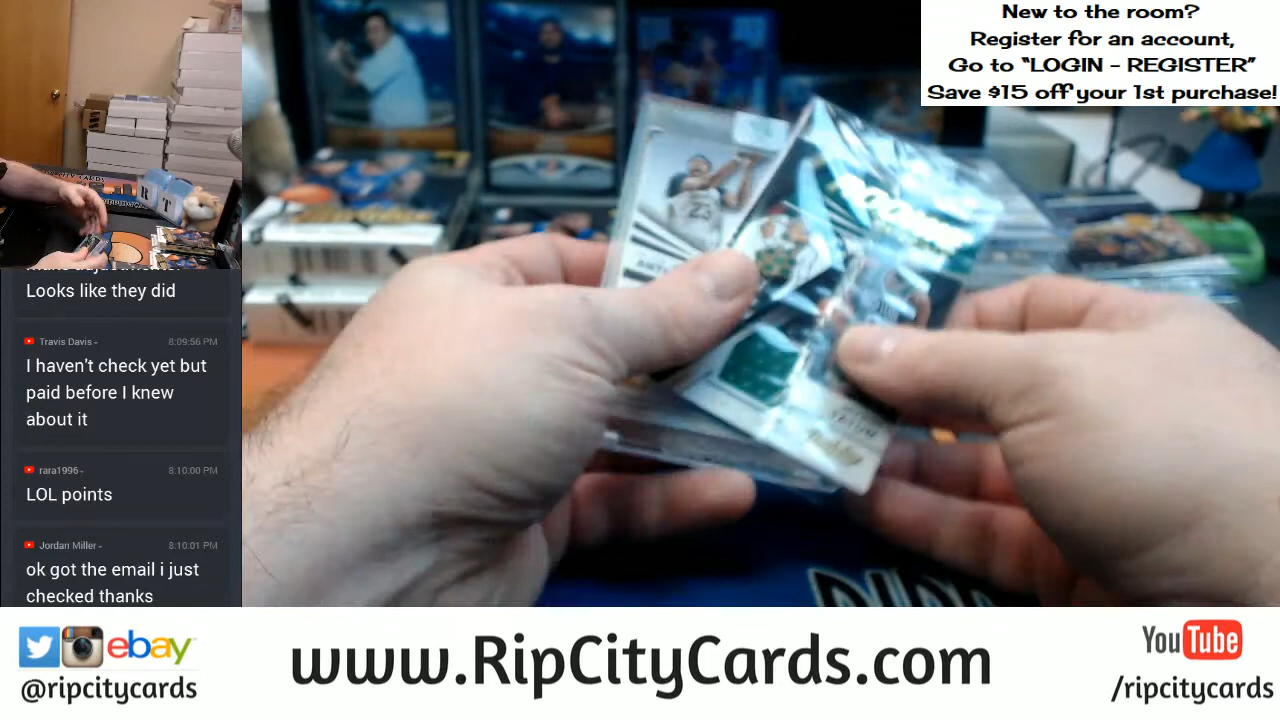 New to the room?
Register for an account,
Go to "LOGIN - REGISTER"
Save $15 off your 1st purchase!
R T
23
Looks like they did
Travis Davis - 8:09:56 PM
I haven't check yet but
paid before I knew
about it
rara1996 - 8:10:00 PM
LOL points
Jordan Miller - 8:10:01 PM
ok got the email i just
checked thanks
ebay
@ripcitycards
www.RipCityCards.com
YouTube
/ripcitycards